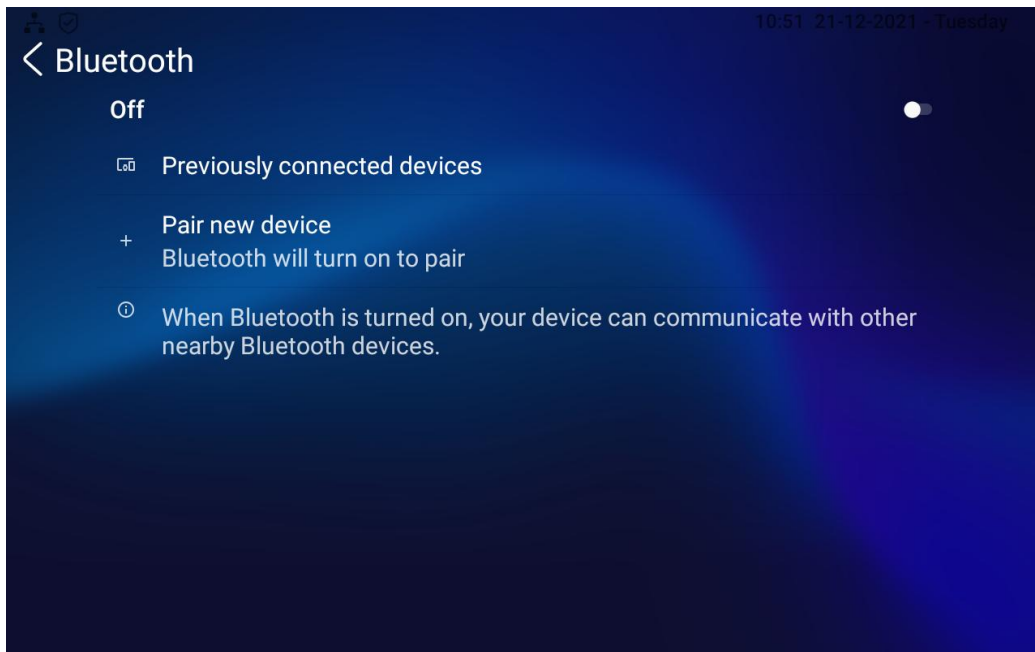 10:51 21-12-2021 - Tuesday
Bluetooth
Off
Previously connected devices
Pair new device
Bluetooth will turn on to pair
When Bluetooth is turned on, your device can communicate with other
nearby Bluetooth devices.